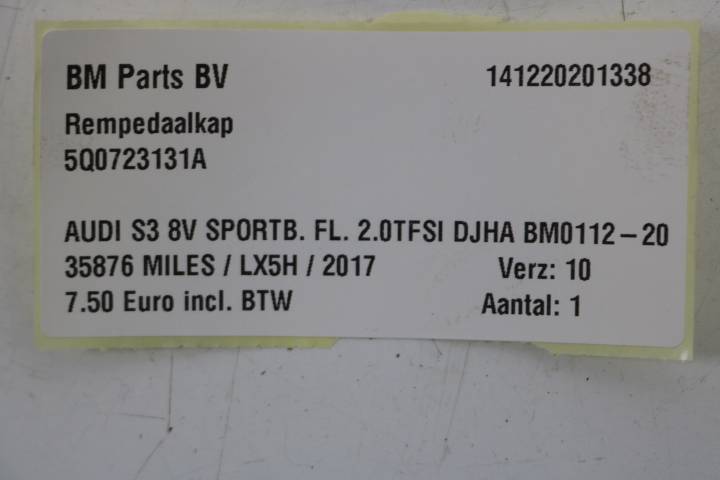 BM Parts BV 141220201338
Rempedaalkap
5Q0723131A
AUDI S3 8V SPORTB. FL. 2.0TFSI DJHA BM0112-20
35876 MILES / LX5H / 2017 Verz: 10
7.50 Euro incl. BTW Aantal: 1